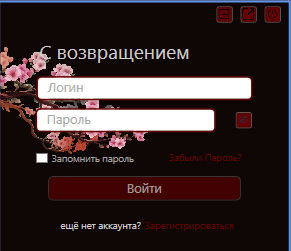 С возвращением
Логин
Пароль
Запомнить пароль Забыли Пароль?
Войти
ещё нет аккаунта? Зарегистрироваться